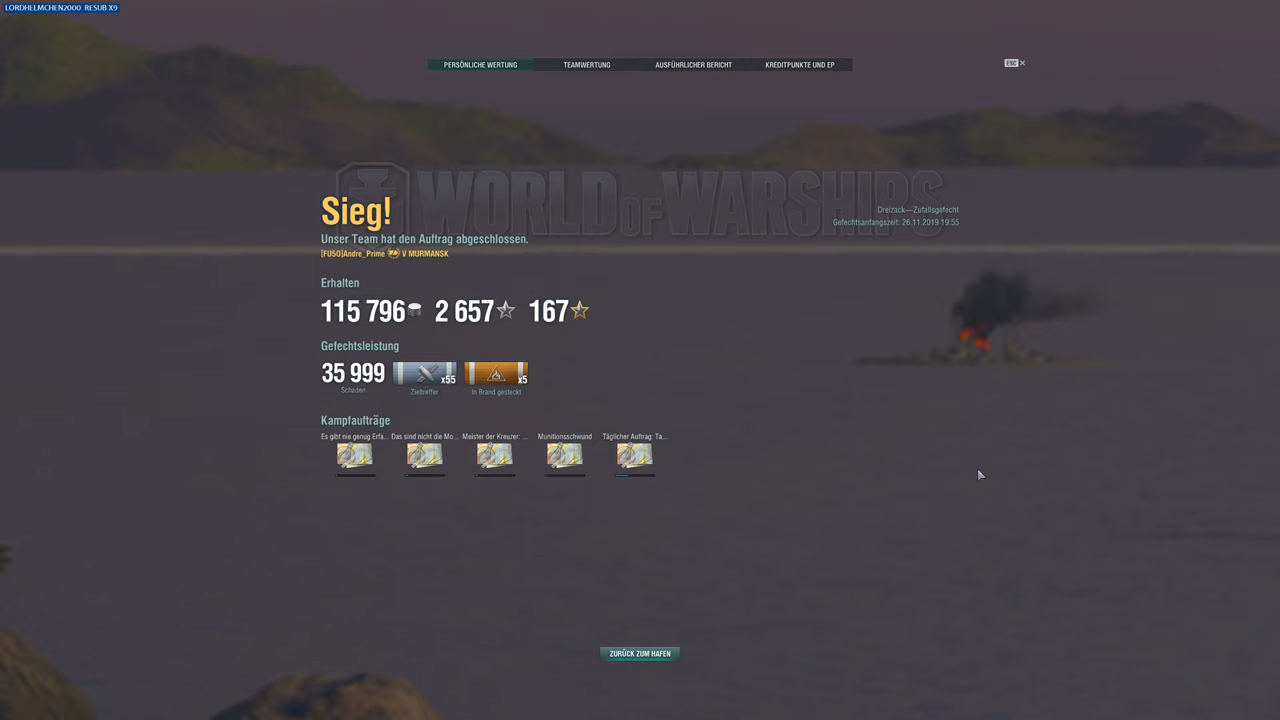 LORDHELMCHEN2000 RESUB X9
PERSÖNLICHE WERTUNG
TEAMWERTUNG
AUSFÜHRLICHER BERICHT
KREDITPUNKTE UND EP
ESC
WORLD OF WARSHIPS
Sieg!
Dreizack—Zufallsgefecht
Gefechtsanfangszeit: 26.11.2019 19:55
Unser Team hat den Auftrag abgeschlossen.
[FU5O]Andre_Prime V MURMANSK
Erhalten
115 796 2 657 167
Gefechtsleistung
35 999 x55 x5
Schaden Zieltreffer In Brand gesteckt
Kampfaufträge
Es gibt nie genug Erfa... Das sind nicht die Mo... Meister der Kreuzer: ... Munitionsschwund Täglicher Auftrag: Ta...
ZURÜCK ZUM HAFEN